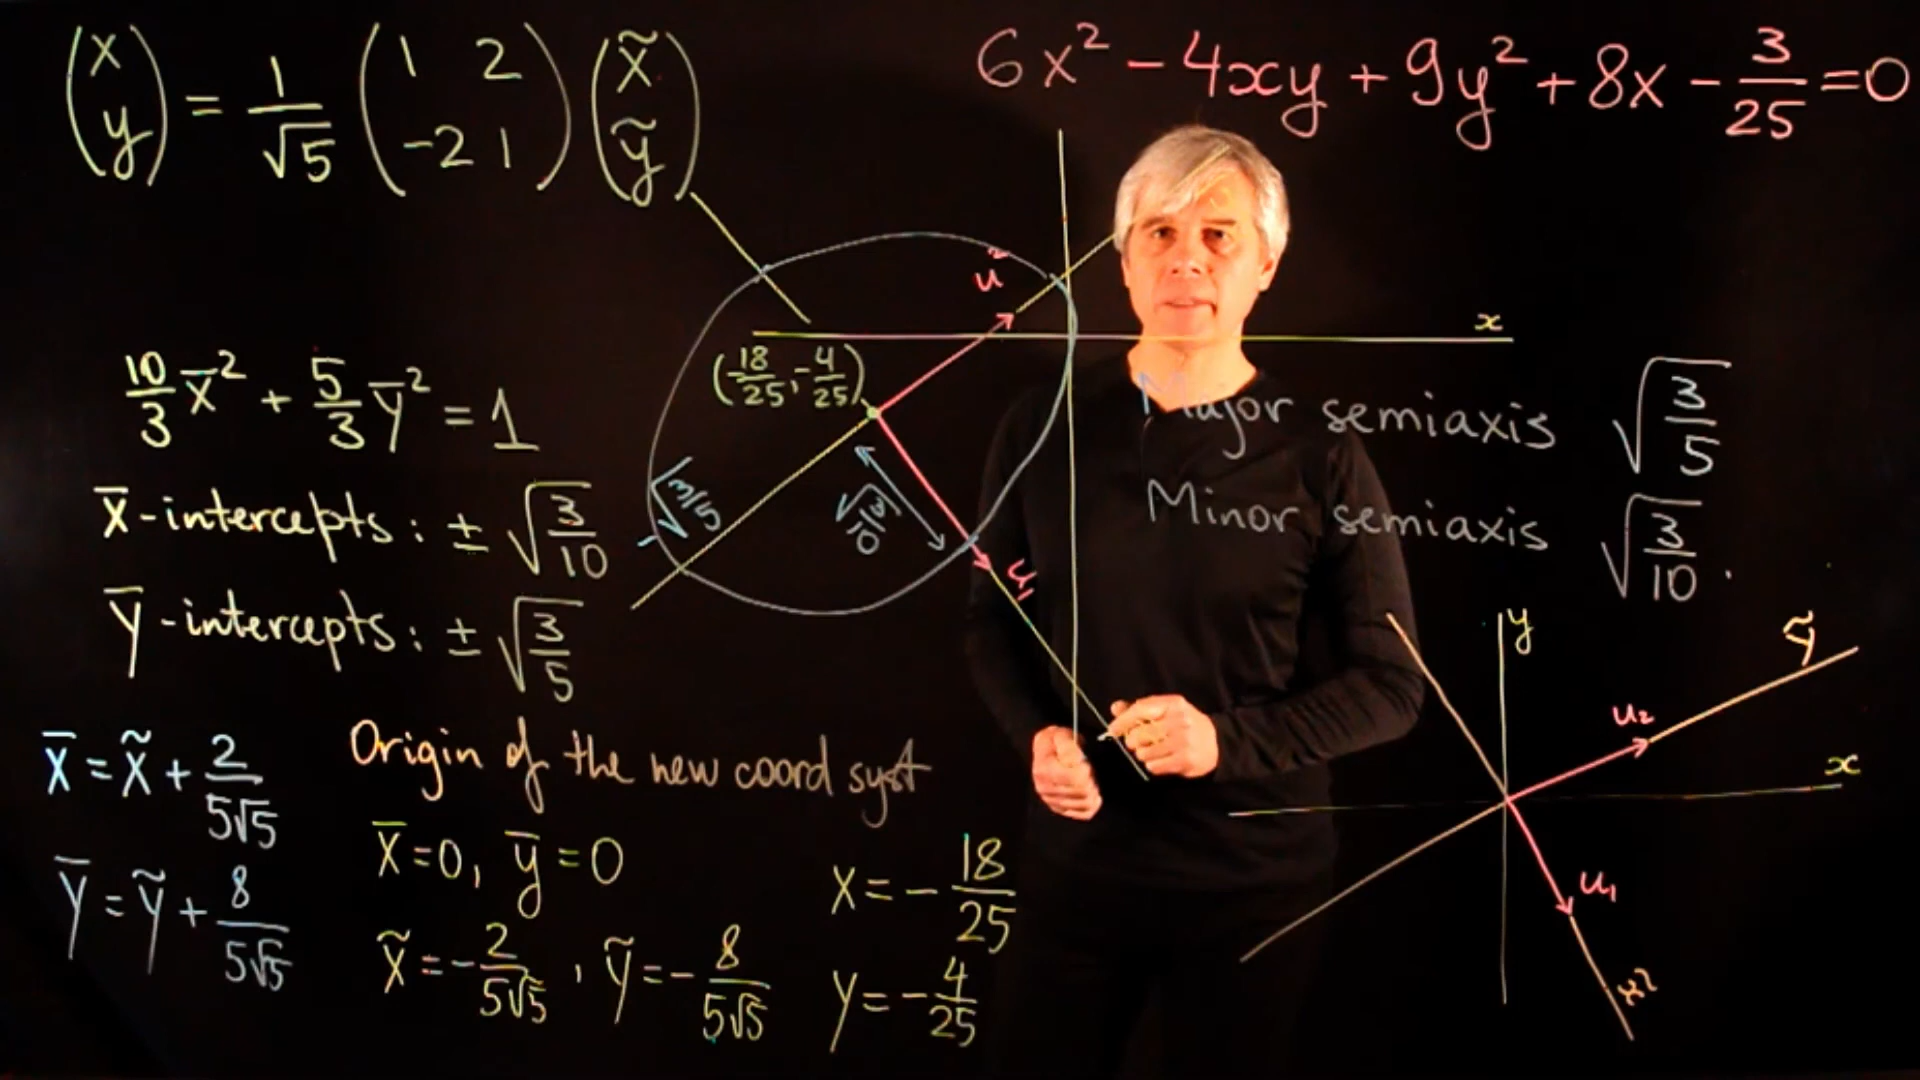 (x y) = 1/√5 (1 2 -2 1) (x̃ ỹ)
6x² - 4xy + 9y² + 8x - 3/25 = 0
u²
x
(-18/25, -4/25)
10/3 x̄² + 5/3 ȳ² = 1
√3/5
√3/10
u₁
Major semiaxis √3/5
Minor semiaxis √3/10.
x̄-intercepts: ± √3/10
ȳ-intercepts: ± √3/5
x̄ = x̃ + 2/5√5
ȳ = ỹ + 8/5√5
Origin of the new coord syst
x̄=0, ȳ=0
x̃ = -2/5√5, ỹ = -8/5√5
x = -18/25
y = -4/25
y
ỹ
u₂
x
u₁
x̃